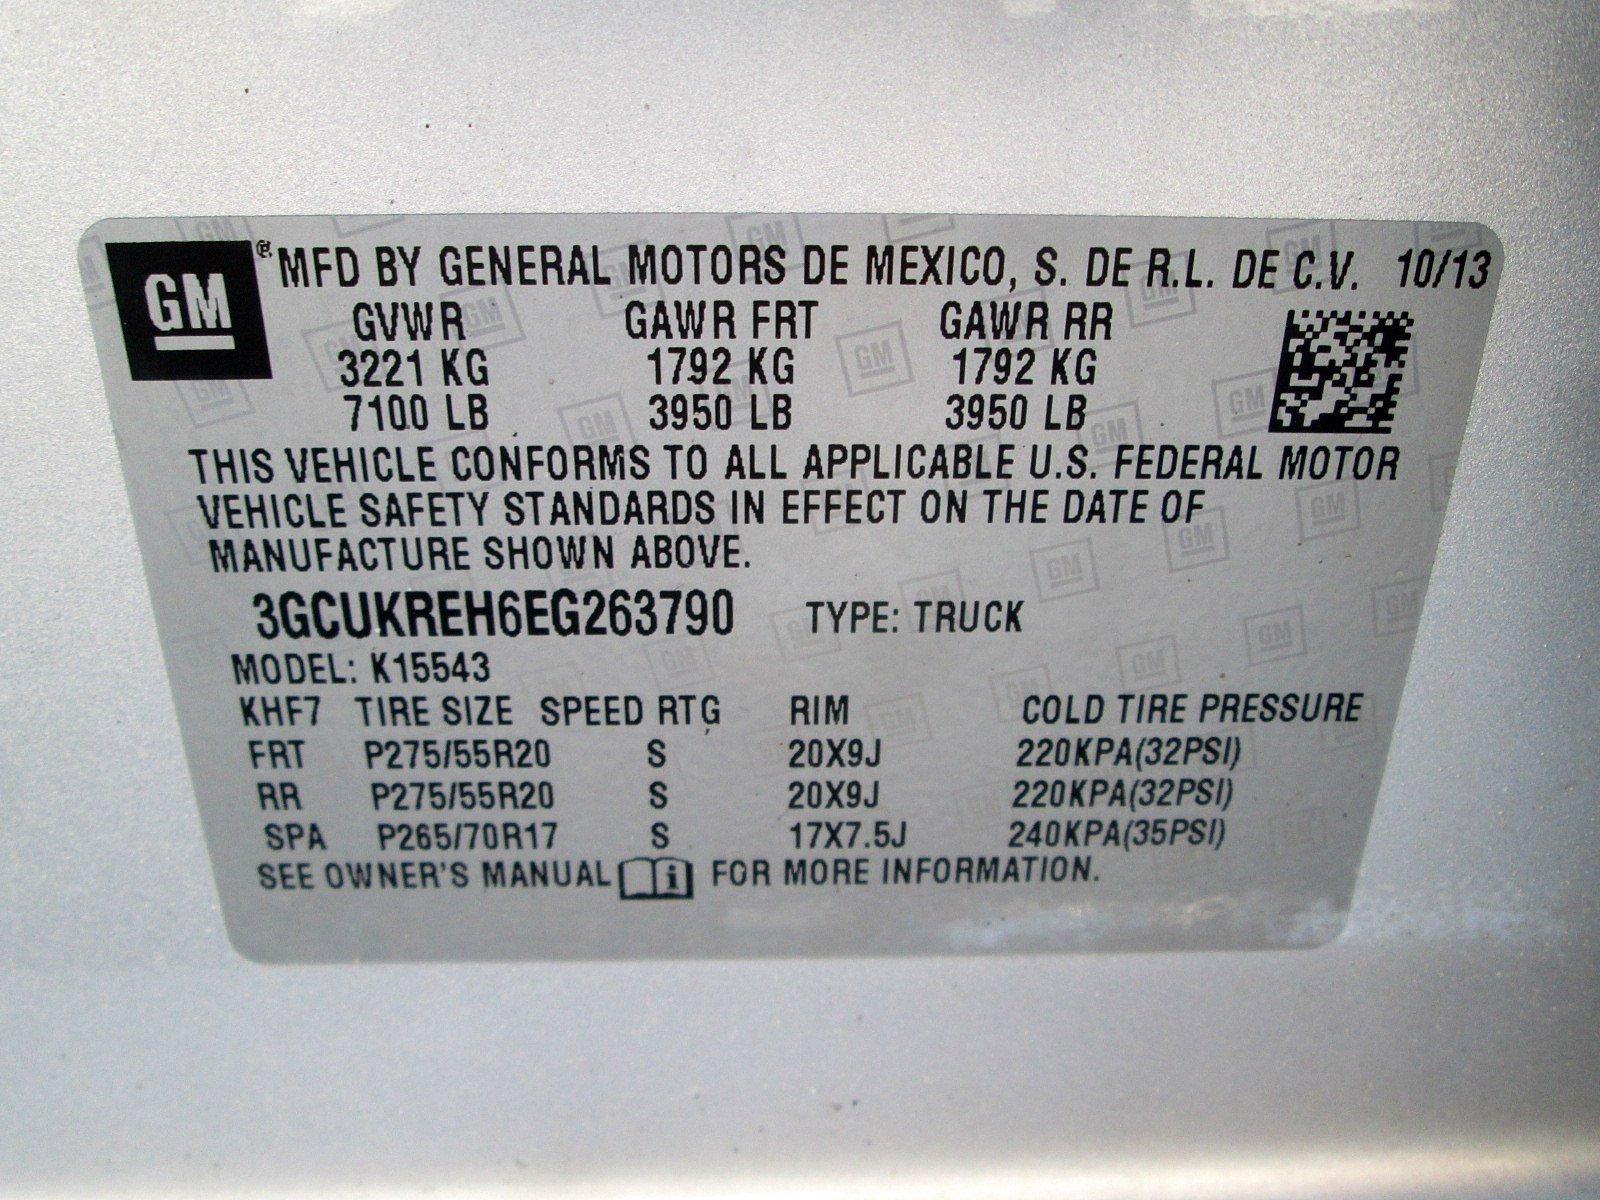 GM ® MFD BY GENERAL MOTORS DE MEXICO, S. DE R.L. DE C.V. 10/13
GVWR GAWR FRT GAWR RR
3221 KG 1792 KG 1792 KG
7100 LB 3950 LB 3950 LB
THIS VEHICLE CONFORMS TO ALL APPLICABLE U.S. FEDERAL MOTOR
VEHICLE SAFETY STANDARDS IN EFFECT ON THE DATE OF
MANUFACTURE SHOWN ABOVE.
3GCUKREH6EG263790 TYPE: TRUCK
MODEL: K15543
KHF7 TIRE SIZE SPEED RTG RIM COLD TIRE PRESSURE
FRT P275/55R20 S 20X9J 220KPA(32PSI)
RR P275/55R20 S 20X9J 220KPA(32PSI)
SPA P265/70R17 S 17X7.5J 240KPA(35PSI)
SEE OWNER'S MANUAL i FOR MORE INFORMATION.